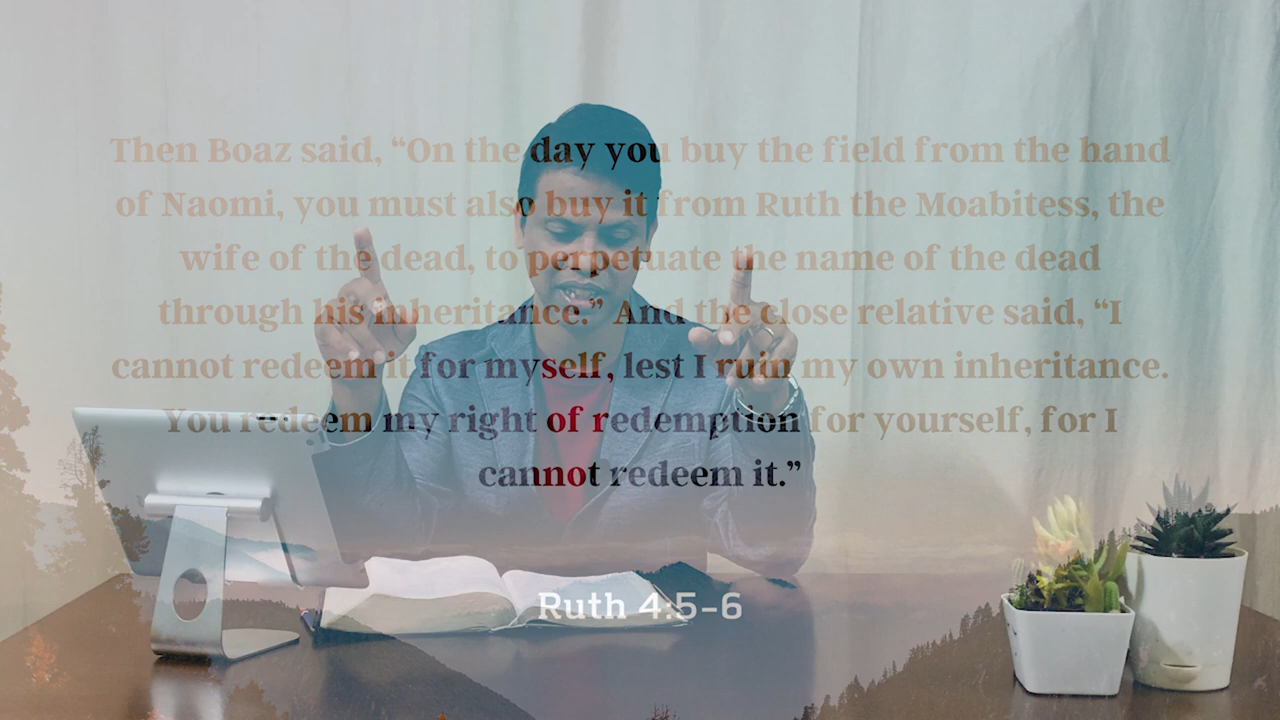 Then Boaz said, “On the day you buy the field from the hand
of Naomi, you must also buy it from Ruth the Moabitess, the
wife of the dead, to perpetuate the name of the dead
through his inheritance.” And the close relative said, “I
cannot redeem it for myself, lest I ruin my own inheritance.
You redeem my right of redemption for yourself, for I
cannot redeem it.”
Ruth 4:5-6